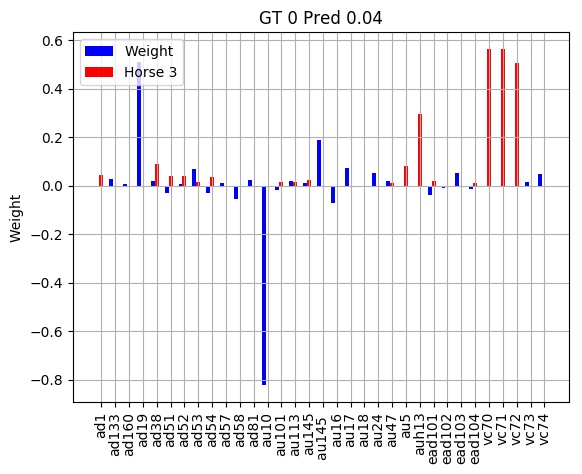 GT 0 Pred 0.04
Weight
Horse 3
Weight
0.6
0.4
0.2
0.0
−0.2
−0.4
−0.6
−0.8
ad1
ad133
ad160
ad19
ad38
ad51
ad52
ad53
ad54
ad57
ad58
ad81
au10
au101
au113
au145
au145
au16
au17
au18
au24
au47
au5
auh13
ead101
ead102
ead103
ead104
vc70
vc71
vc72
vc73
vc74